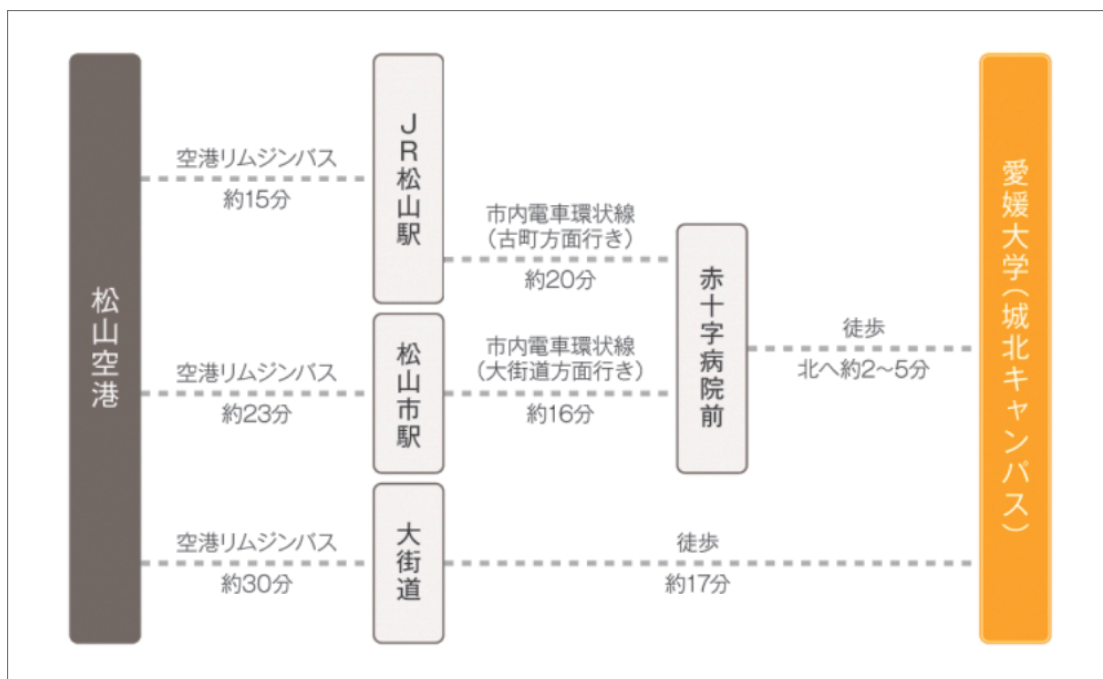 松山空港
空港リムジンバス
約15分
JR松山駅
市内電車環状線
(古町方面行き)
約20分
空港リムジンバス
約23分
松山市駅
市内電車環状線
(大街道方面行き)
約16分
赤十字病院前
徒歩
北へ約2～5分
空港リムジンバス
約30分
大街道
徒歩
約17分
愛媛大学(城北キャンパス)